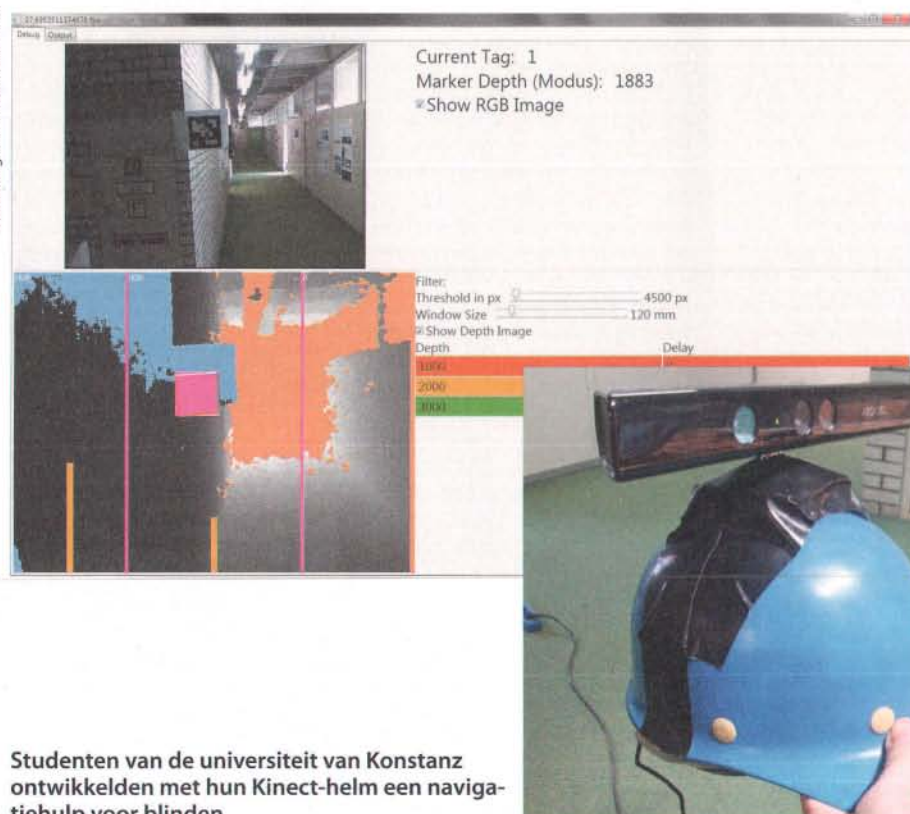 Debug Output
Current Tag: 1
Marker Depth (Modus): 1883
Show RGB Image
Filter:
Threshold in px 4500 px
Window Size 120 mm
Show Depth Image
Depth Delay
1000
2000
3000
Studenten van de universiteit van Konstanz
ontwikkelden met hun Kinect-helm een naviga-
tiehulp voor blinden